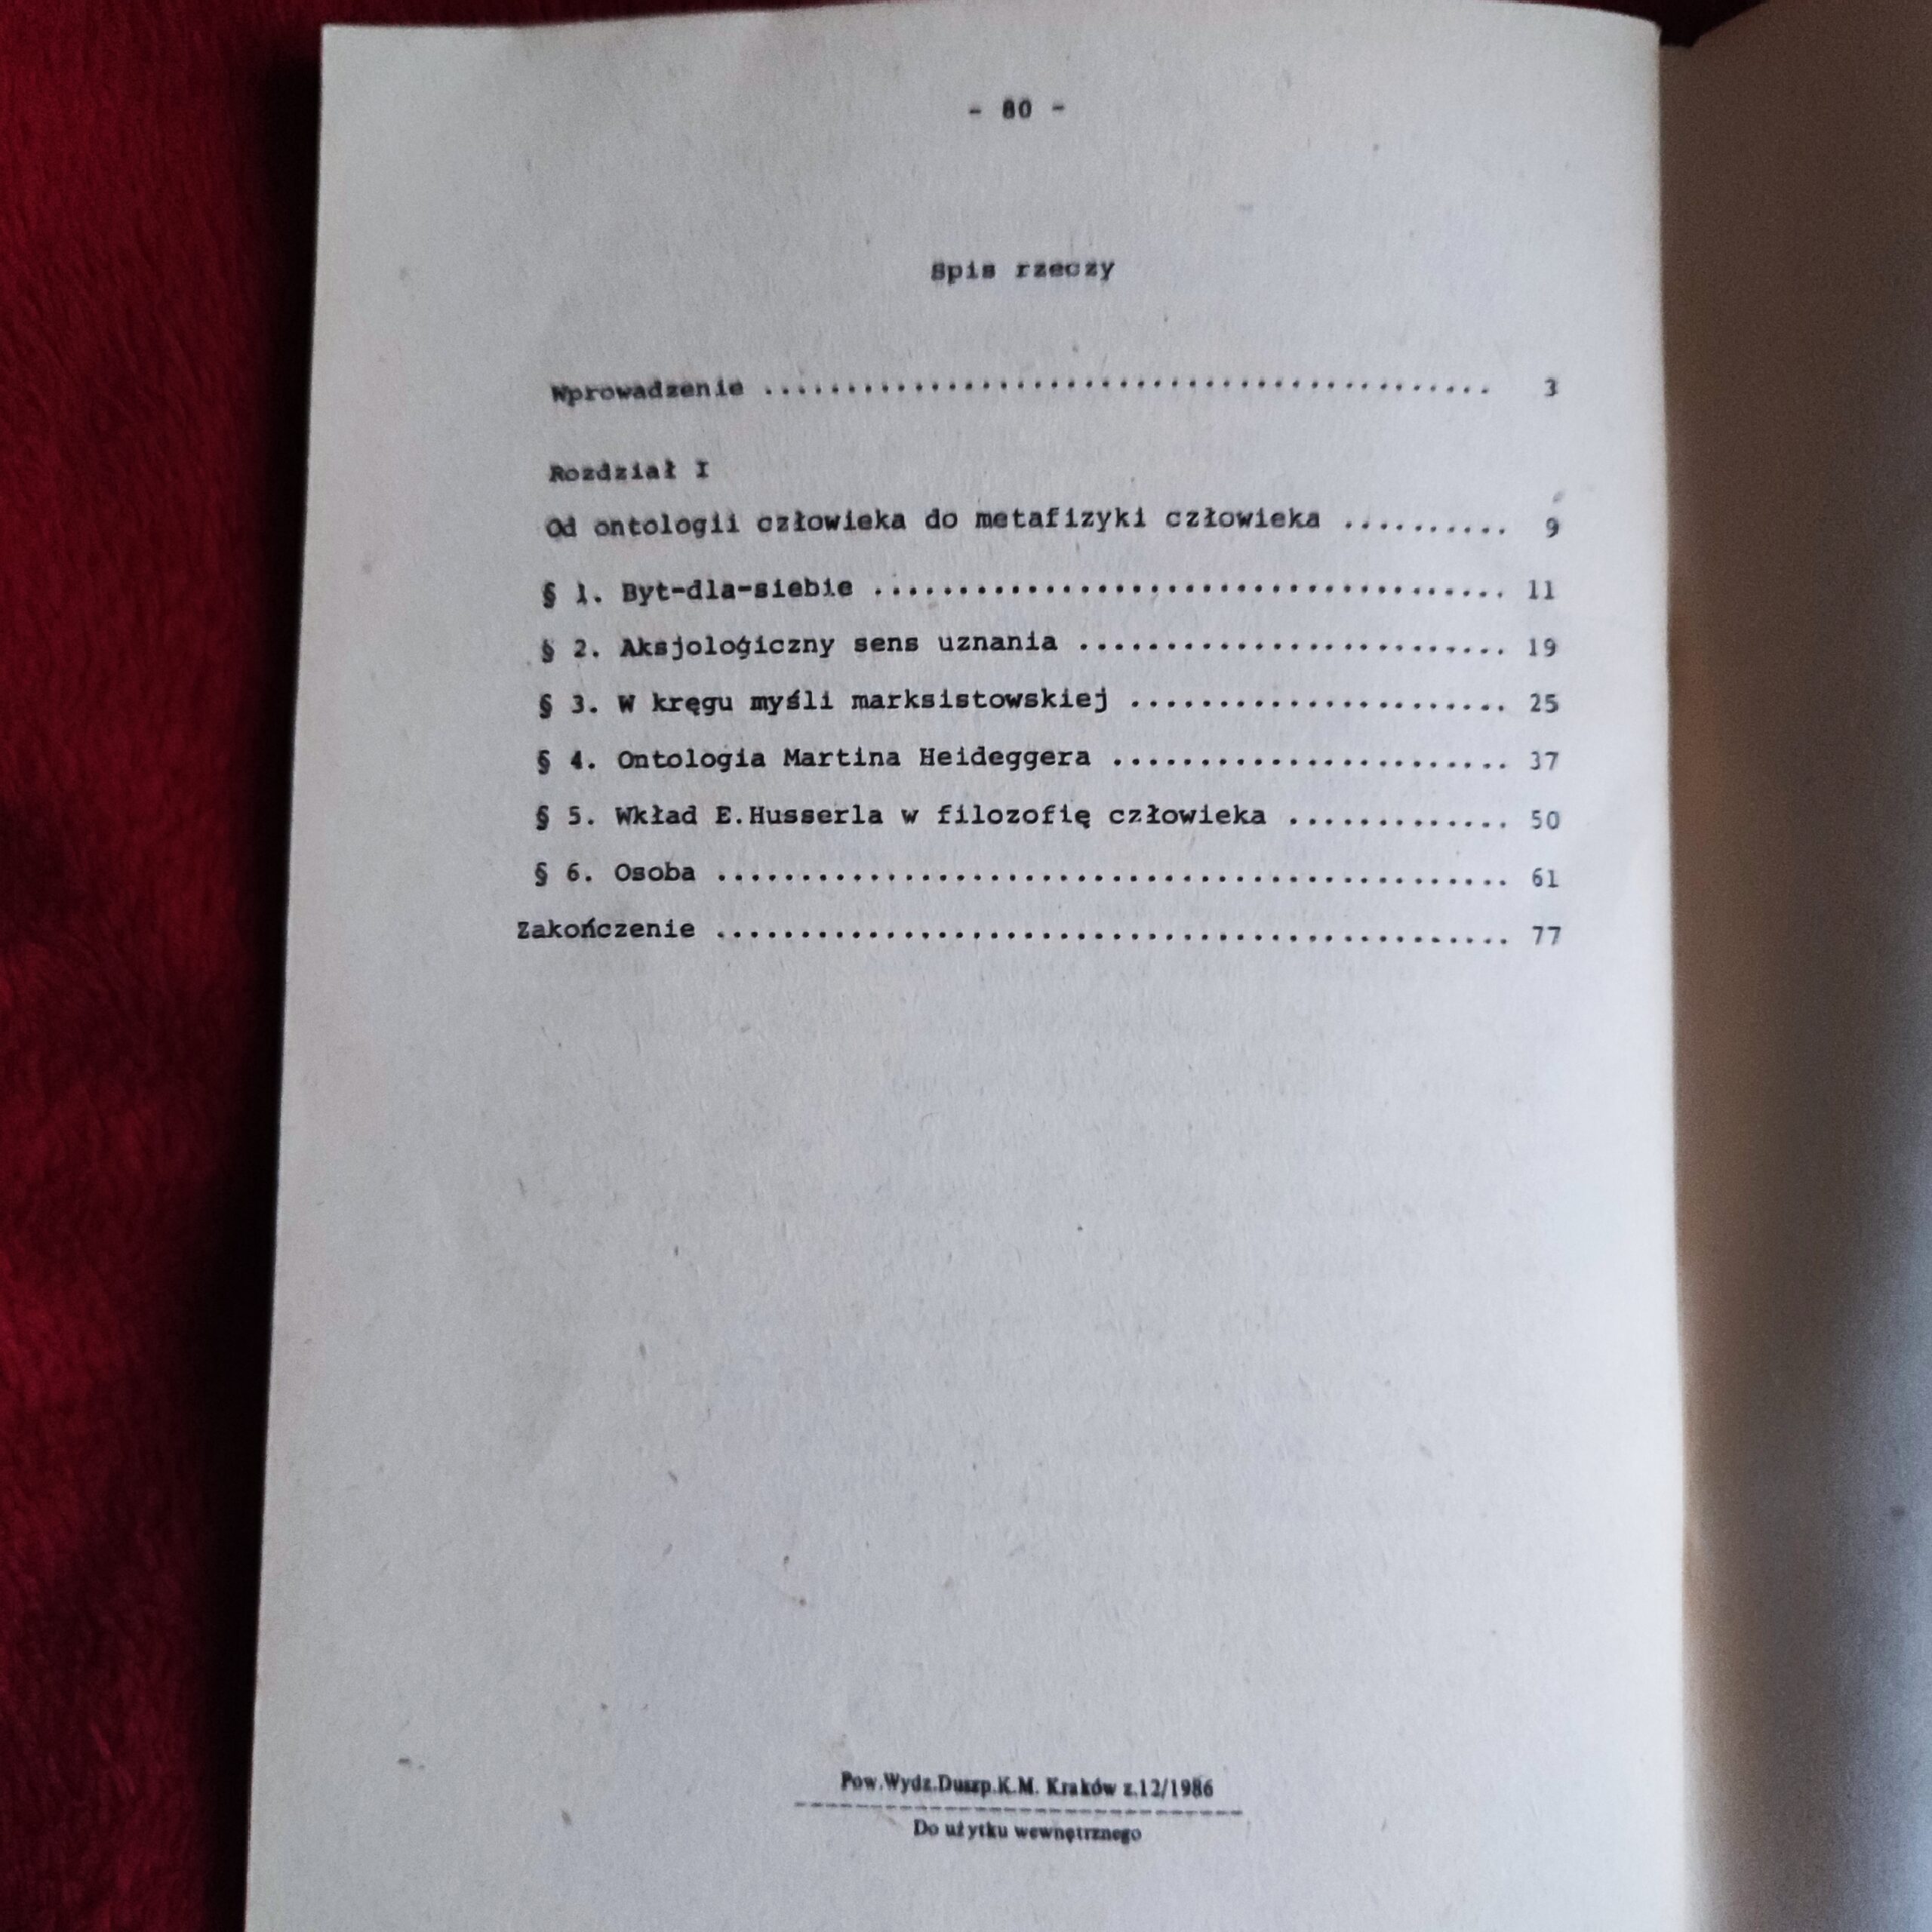 - 80 -
Spis rzeczy
Wprowadzenie ............................................ 3
Rozdział I
Od ontologii człowieka do metafizyki człowieka .......... 9
§ 1. Byt-dla-siebie ...................................... 11
§ 2. Aksjologiczny sens uznania .......................... 19
§ 3. W kręgu myśli marksistowskiej ....................... 25
§ 4. Ontologia Martina Heideggera ........................ 37
§ 5. Wkład E.Husserla w filozofię człowieka ............. 50
§ 6. Osoba ................................................ 61
Zakończenie ................................................ 77
Pow.Wydz.Duszp.K.M. Kraków z.12/1986
Do użytku wewnętrznego